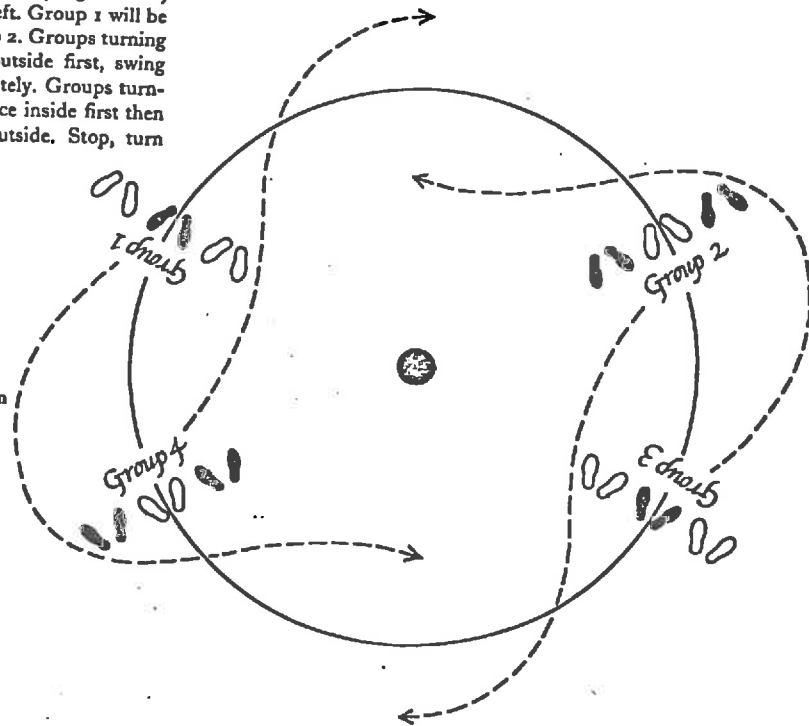 eft. Group 1 will be
2. Groups turning
utside first, swing
tely. Groups turn-
ce inside first then
utside. Stop, turn
Group 1
Group 2
n
Group 4
Group 3